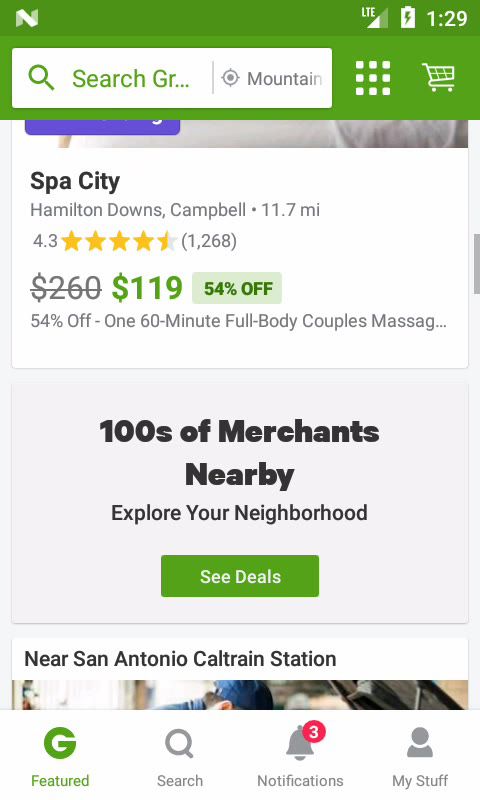 LTE 1:29
Search Gr... Mountain
Spa City
Hamilton Downs, Campbell • 11.7 mi
4.3 (1,268)
$260 $119 54% OFF
54% Off - One 60-Minute Full-Body Couples Massag...
100s of Merchants
Nearby
Explore Your Neighborhood
See Deals
Near San Antonio Caltrain Station
3
Featured Search Notifications My Stuff